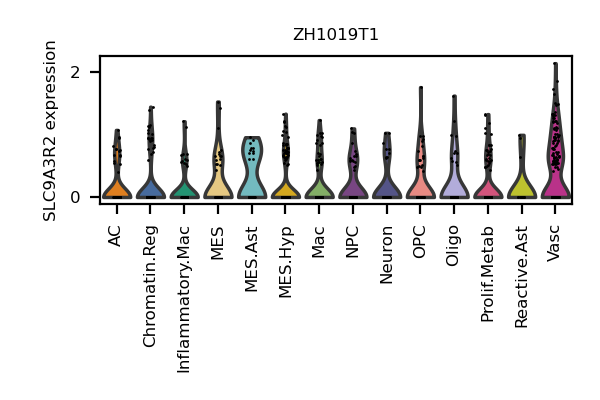 ZH1019T1
SLC9A3R2 expression
2
0
AC
Chromatin.Reg
Inflammatory.Mac
MES
MES.Ast
MES.Hyp
Mac
NPC
Neuron
OPC
Oligo
Prolif.Metab
Reactive.Ast
Vasc